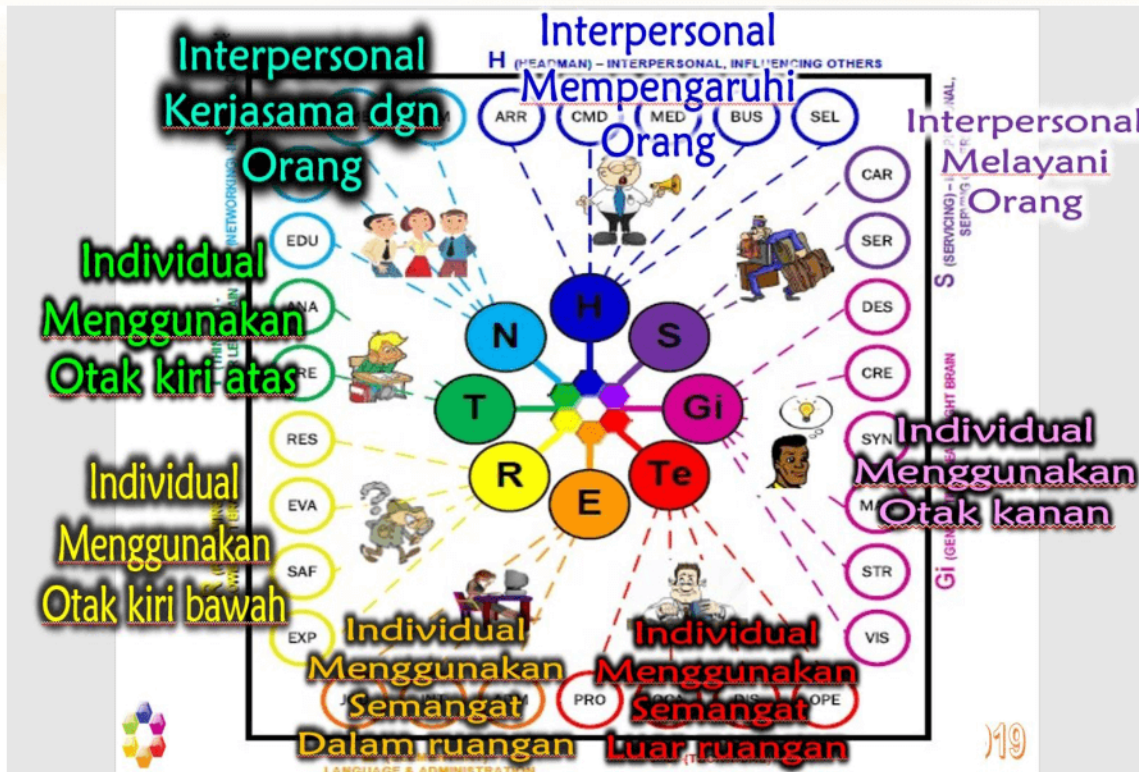 Interpersonal
Kerjasama dgn
Orang
Interpersonal
Mempengaruhi
Orang
H (HEADMAN) – INTERPERSONAL, INFLUENCING OTHERS
Interpersonal
Melayani
Orang
ARR
CMD
MED
BUS
SEL
CAR
SER
DES
CRE
SYN
STR
VIS
EDU
Individual
Menggunakan
Otak kiri atas
RES
EVA
SAF
EXP
Individual
Menggunakan
Otak kiri bawah
H
N
S
T
Gi
R
Te
E
Individual
Menggunakan
Otak kanan
Individual
Menggunakan
Semangat
Dalam ruangan
Individual
Menggunakan
Semangat
Luar ruangan
PRO
OPE
LANGUAGE & ADMINISTRATION
S (SERVICING) –
(NETWORKING)
019